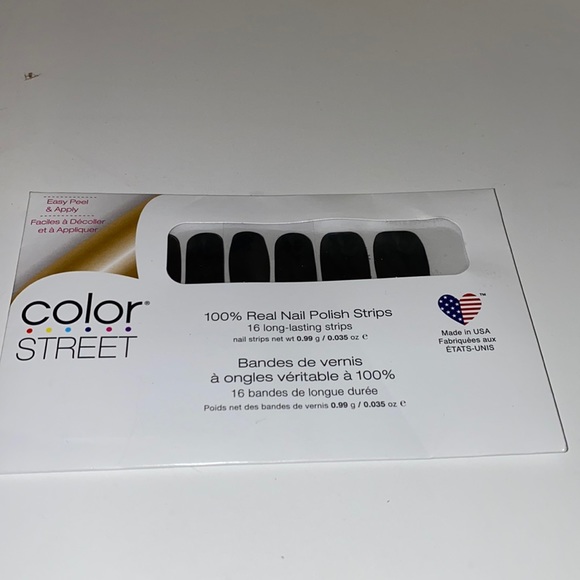 Easy Peel
& Apply
Faciles à Décoller
et à Appliquer
color®
STREET
100% Real Nail Polish Strips
16 long-lasting strips
nail strips net wt 0.99 g / 0.035 oz ℮
Bandes de vernis
à ongles véritable à 100%
16 bandes de longue durée
Poids net des bandes de vernis 0.99 g / 0.035 oz ℮
™
Made in USA
Fabriquées aux
ÉTATS-UNIS